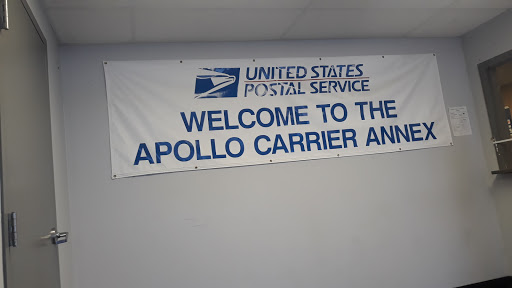 UNITED STATES
POSTAL SERVICE
WELCOME TO THE
APOLLO CARRIER ANNEX